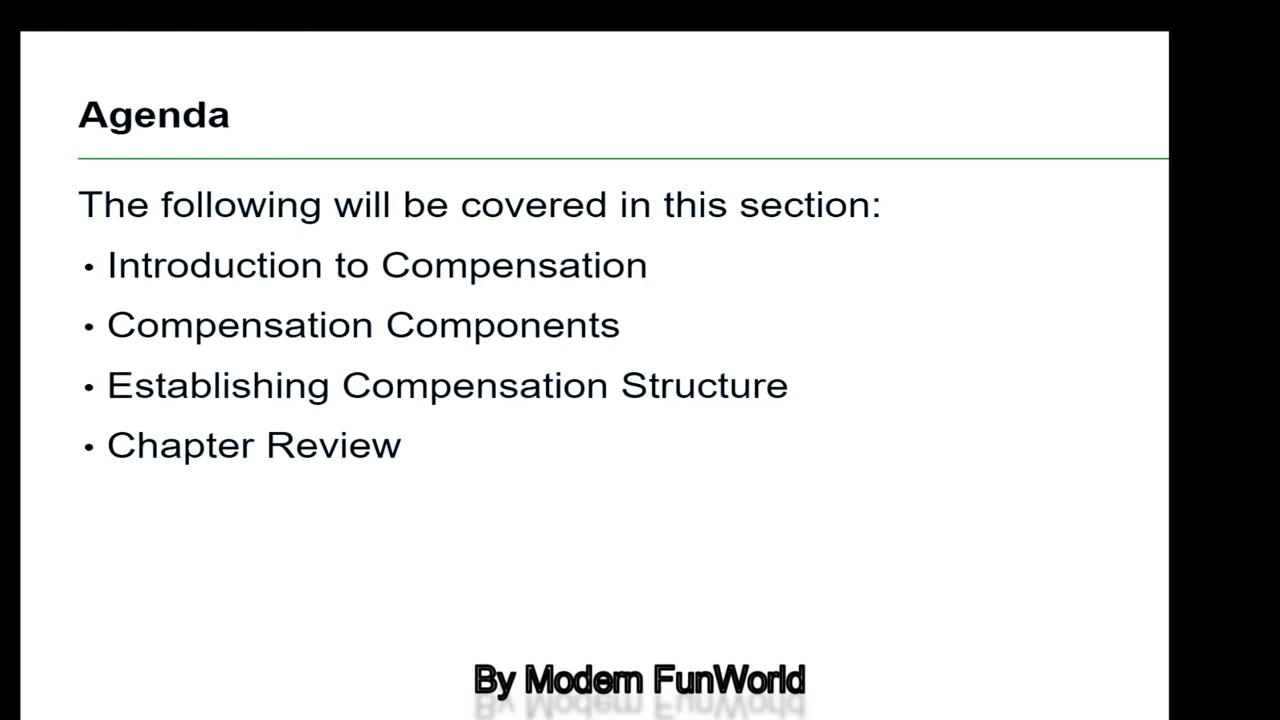 Agenda
The following will be covered in this section:
• Introduction to Compensation
• Compensation Components
• Establishing Compensation Structure
• Chapter Review
By Modern FunWorld